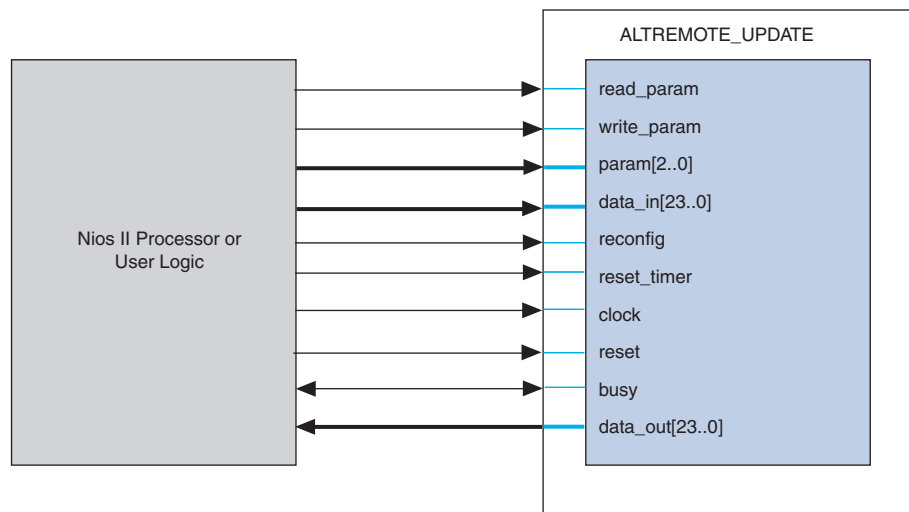 ALTREMOTE_UPDATE
Nios II Processor or
User Logic
read_param
write_param
param[2..0]
data_in[23..0]
reconfig
reset_timer
clock
reset
busy
data_out[23..0]